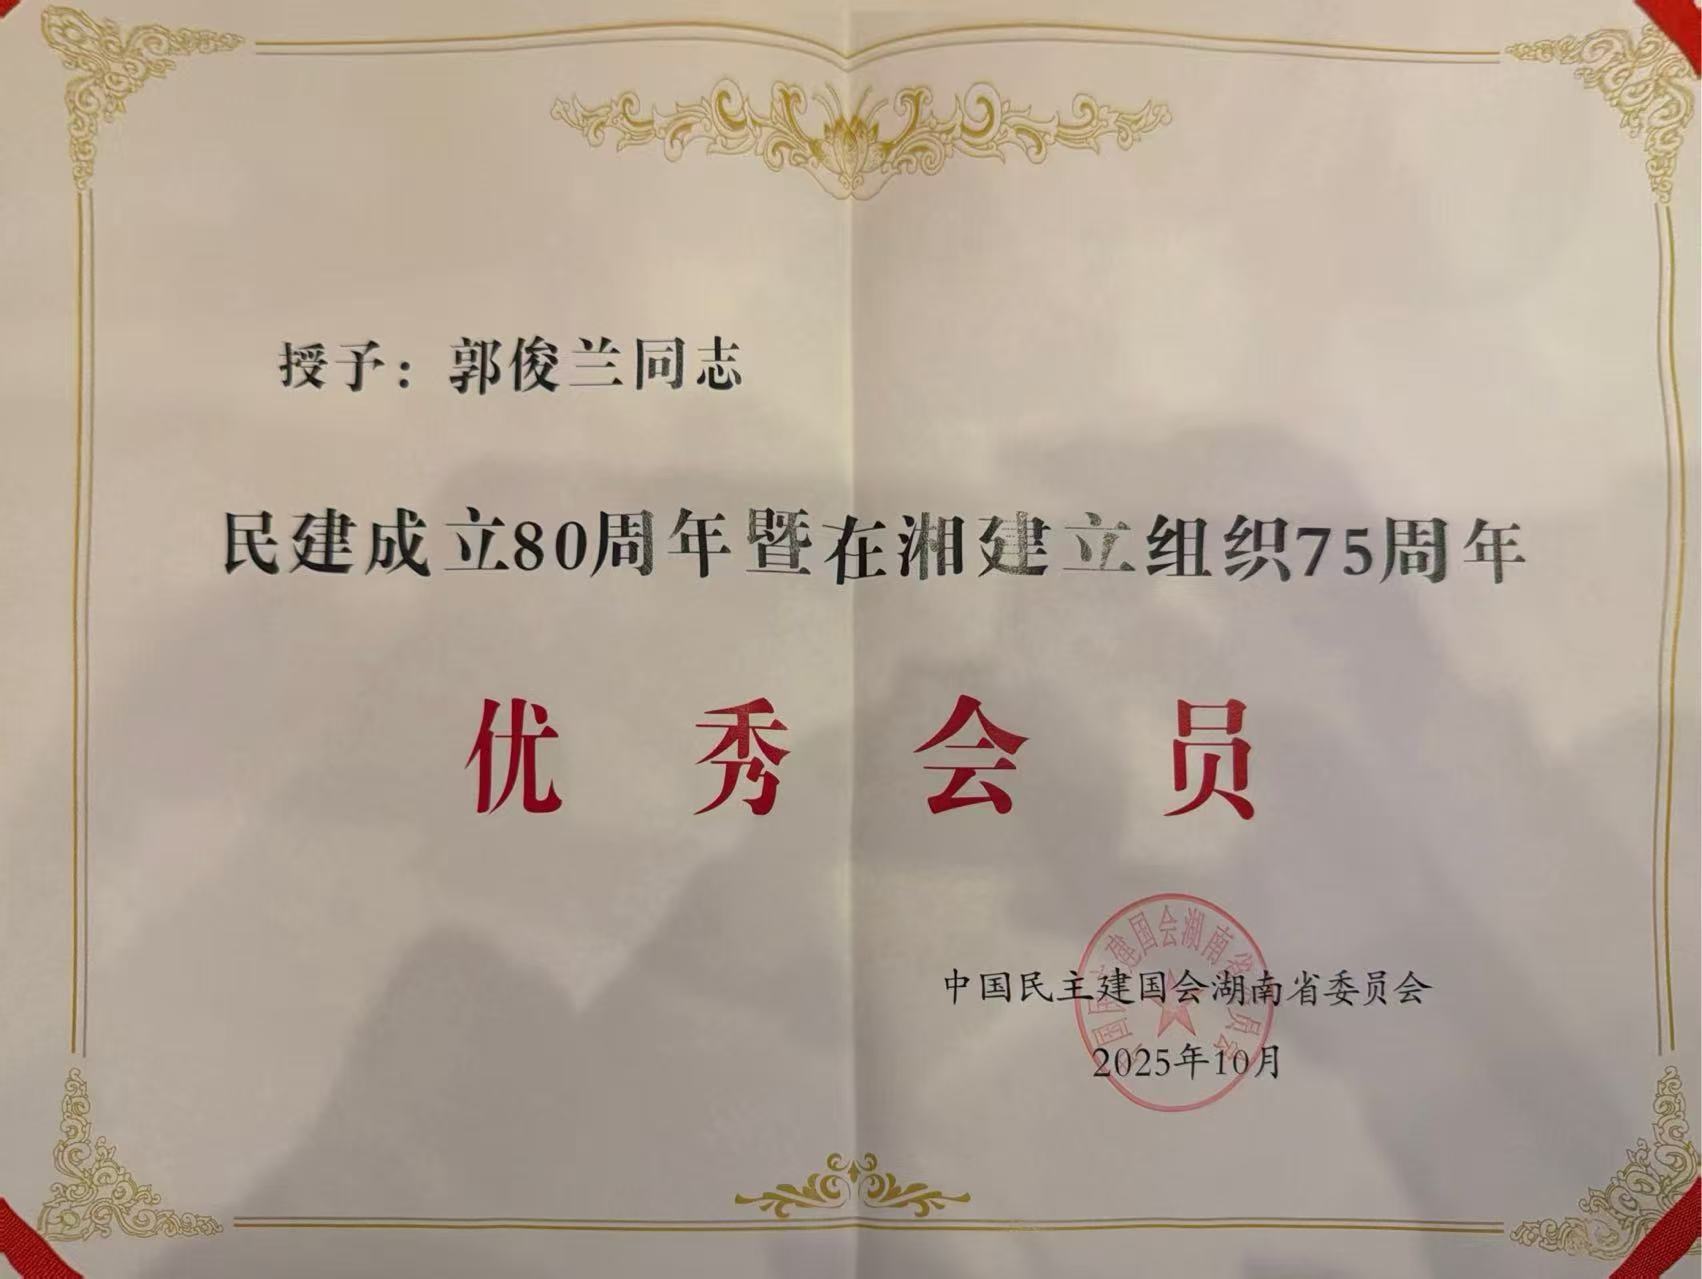 授予：郭俊兰同志
民建成立80周年暨在湘建立组织75周年
优秀会员
中国民主建国会湖南省委员会
2025年10月